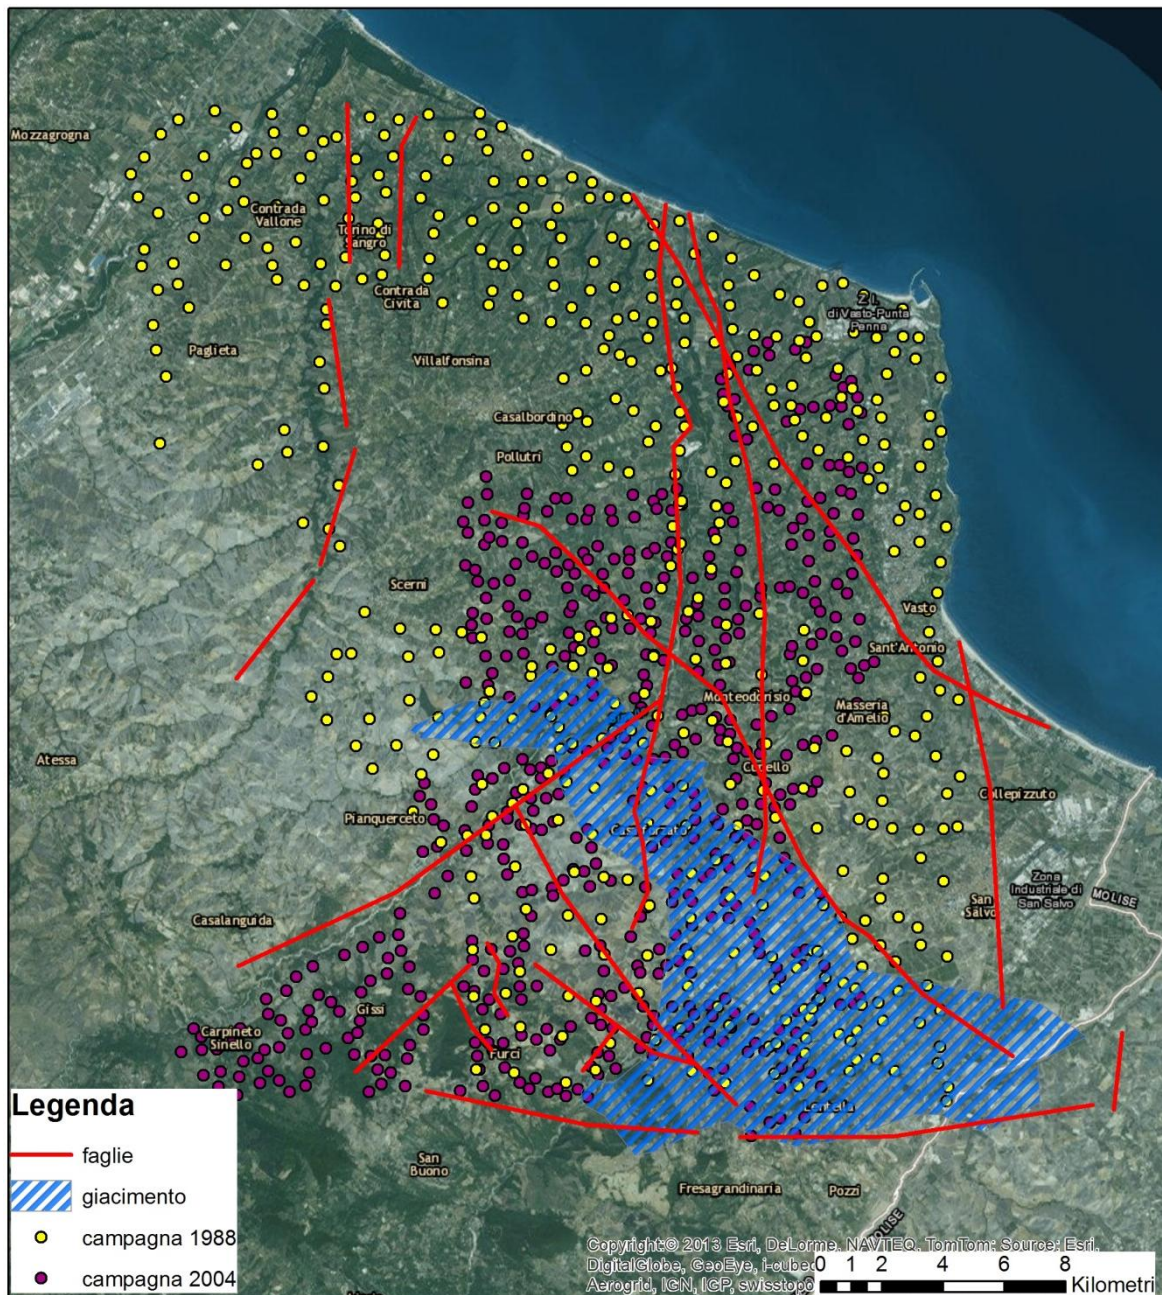 Mozzagrogna
Contrada
Vallone
Torino di
Sangro
Contrada
Civita
Z. I.
di Vasto-Punta
Penna
Paglieta
Villalfonsina
Casalbordino
Pollutri
Scerni
Vasto
Sant'Antonio
Monteodorisio
Masseria
d'Amelio
Atessa
Cupello
Collepizzuto
Pianquerceto
Zona
Industriale di
San Salvo
MOLISE
San
Salvo
Casalanguida
Gissi
Carpineto
Sinello
Furci
Lentella
San
Buono
Fresagrandinaria
Pozzi
MOLISE
Legenda
faglie
giacimento
campagna 1988
campagna 2004
Copyright:© 2013 Esri, DeLorme, NAVTEQ, TomTom; Source: Esri,
DigitalGlobe, GeoEye, i-cubed
Aerogrid, IGN, IGP, swisstopo
0 1 2 4 6 8
Kilometri